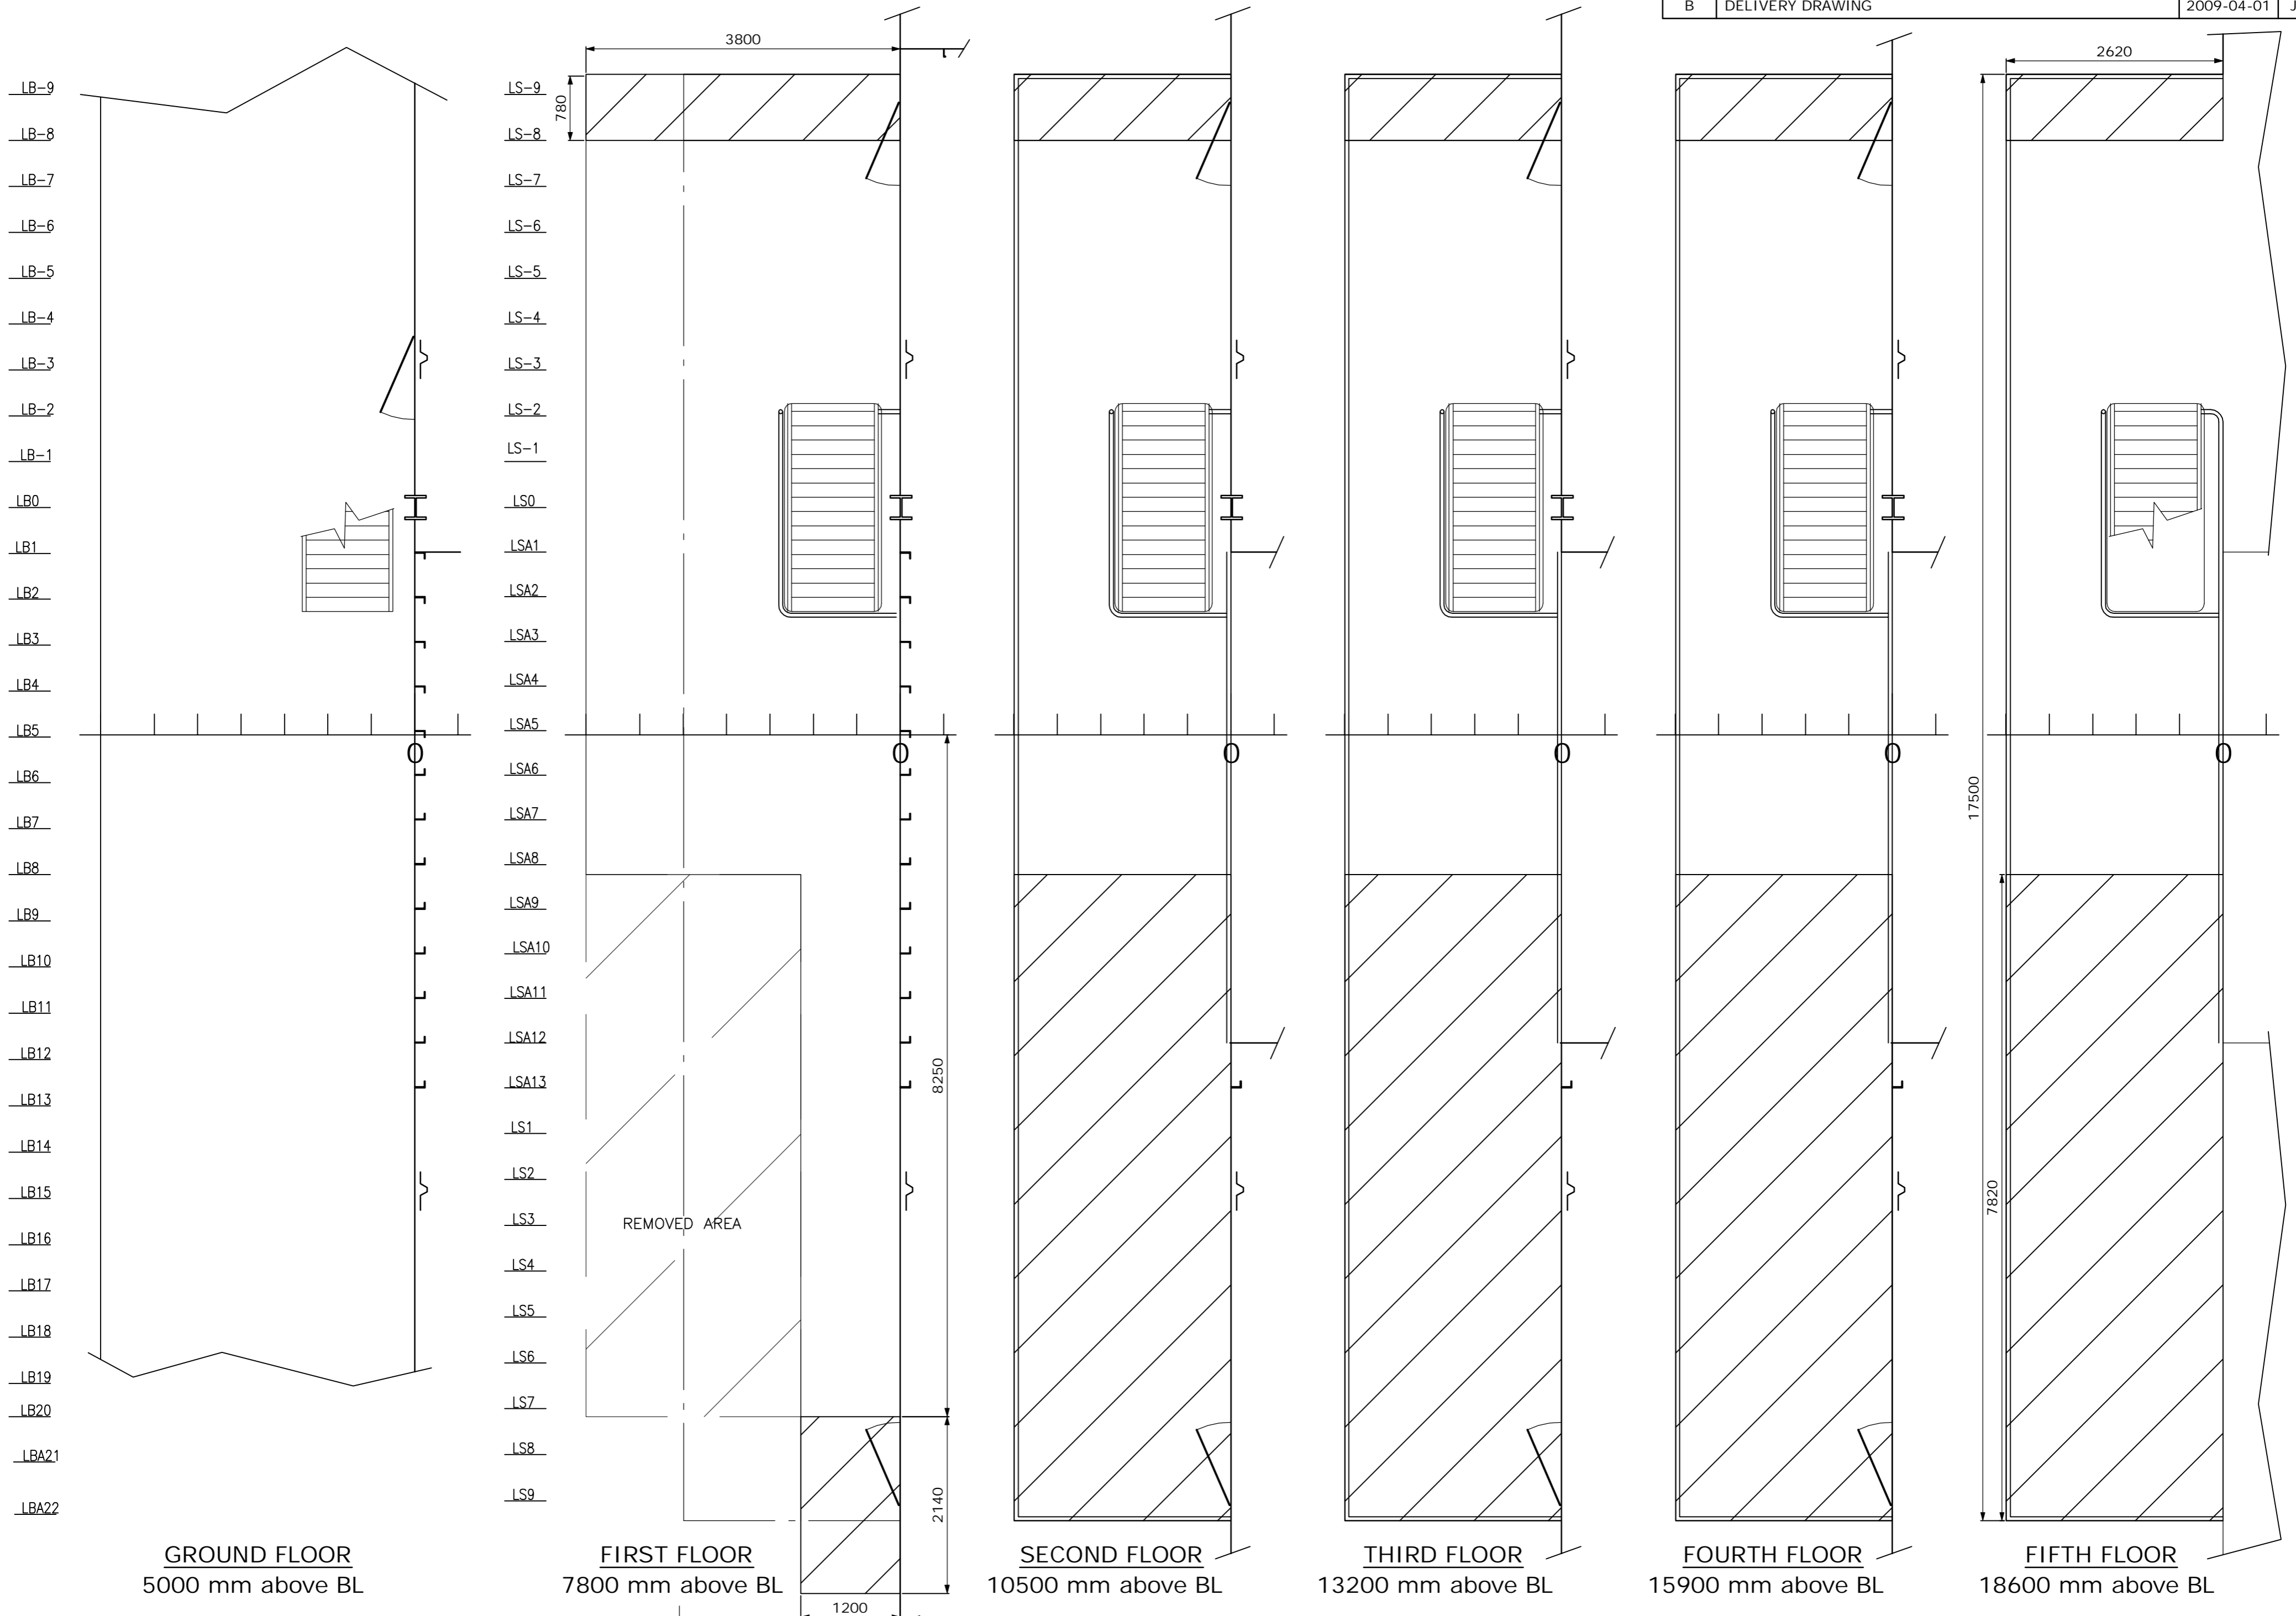 B DELIVERY DRAWING 2009-04-01 J
3800
2620
780
LB-9
LB-8
LB-7
LB-6
LB-5
LB-4
LB-3
LB-2
LB-1
LB0
LB1
LB2
LB3
LB4
LB5
LB6
LB7
LB8
LB9
LB10
LB11
LB12
LB13
LB14
LB15
LB16
LB17
LB18
LB19
LB20
LBA21
LBA22
LS-9
LS-8
LS-7
LS-6
LS-5
LS-4
LS-3
LS-2
LS-1
LS0
LSA1
LSA2
LSA3
LSA4
LSA5
LSA6
LSA7
LSA8
LSA9
LSA10
LSA11
LSA12
LSA13
LS1
LS2
LS3
LS4
LS5
LS6
LS7
LS8
LS9
0
0
0
0
0
0
17500
8250
7820
REMOVED AREA
2140
1200
GROUND FLOOR
5000 mm above BL
FIRST FLOOR
7800 mm above BL
SECOND FLOOR
10500 mm above BL
THIRD FLOOR
13200 mm above BL
FOURTH FLOOR
15900 mm above BL
FIFTH FLOOR
18600 mm above BL